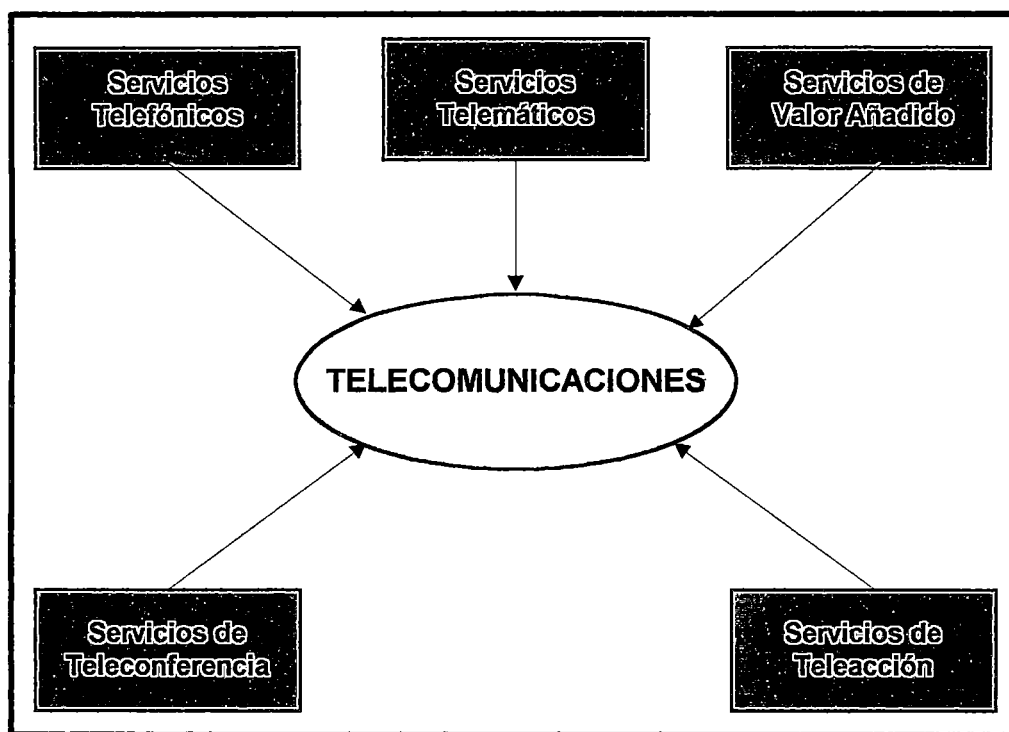 Servicios
Telefónicos
Servicios
Telemáticos
Servicios de
Valor Añadido
TELECOMUNICACIONES
Servicios de
Teleconferencia
Servicios de
Teleacción